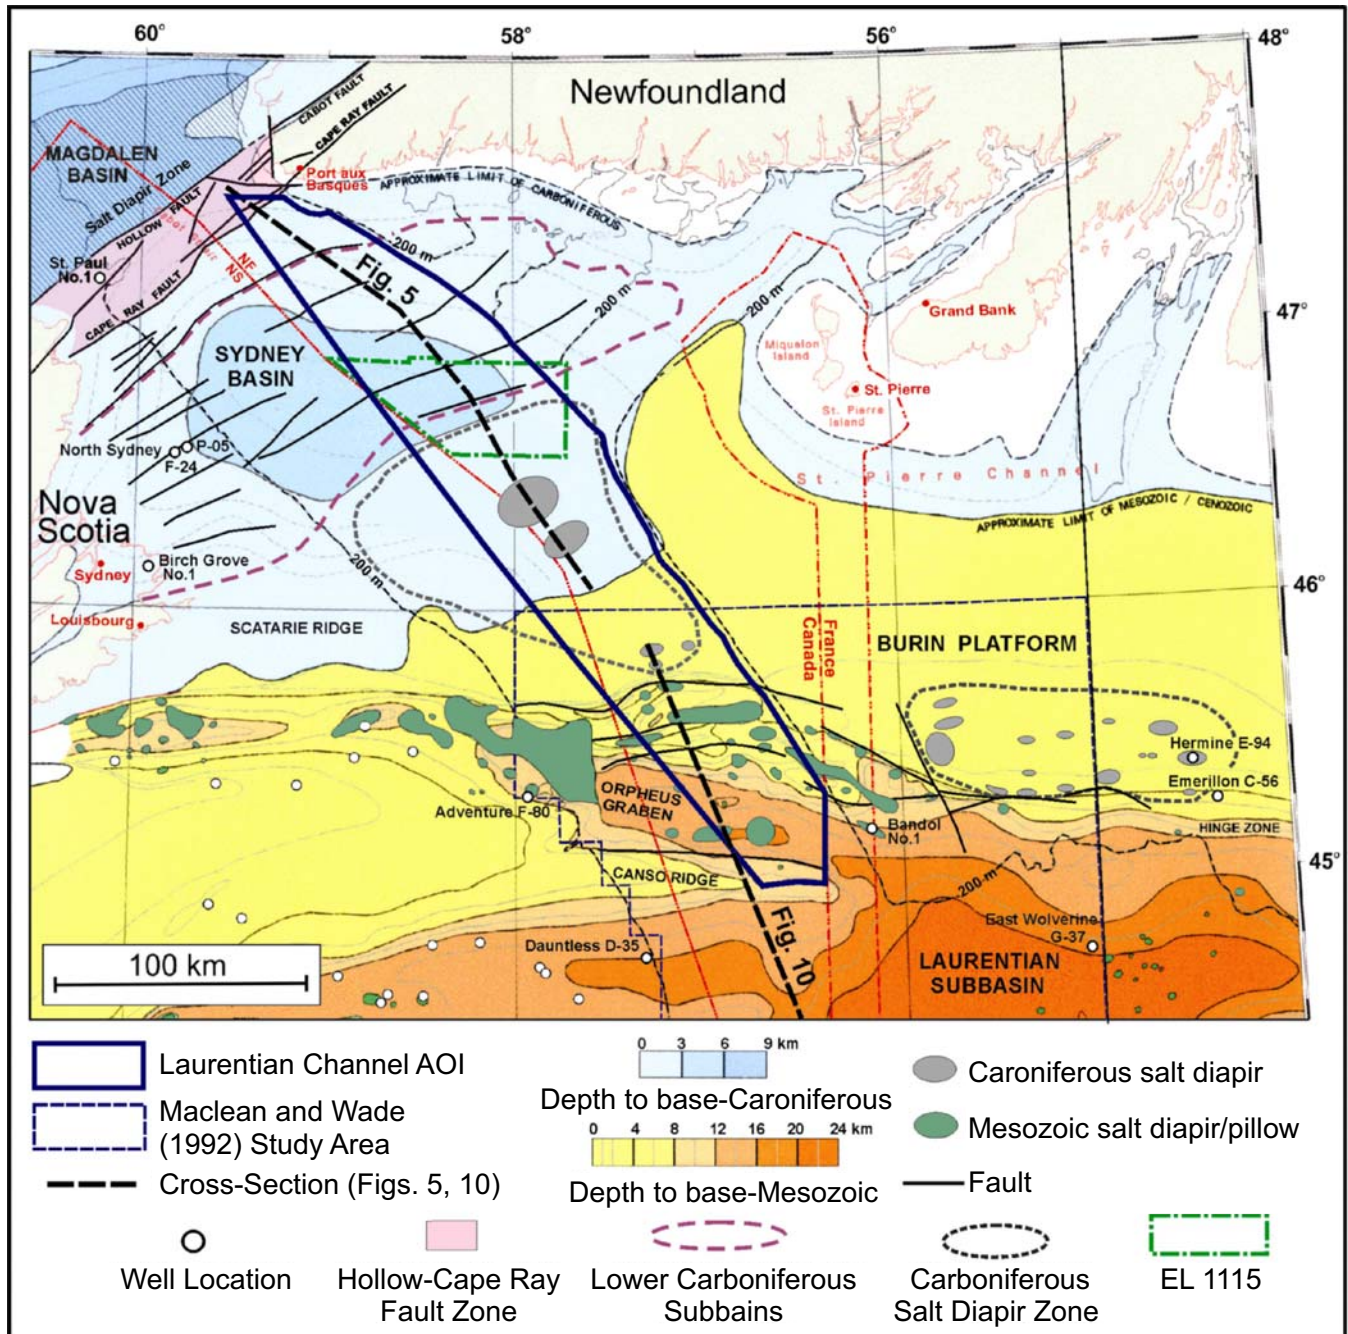 60°
58°
56°
48°
Newfoundland
CABOT FAULT
CAPE RAY FAULT
MAGDALEN
BASIN
Salt Diapir Zone
Port aux
Basques
APPROXIMATE LIMIT OF CARBONIFEROUS
HOLLOW FAULT
St. Paul
No.1
NF
NS
200 m
Fig. 5
CAPE RAY FAULT
200 m
200 m
47°
Grand Bank
Miquelon
Island
SYDNEY
BASIN
St. Pierre
St. Pierre
Island
North Sydney
P-05
F-24
St. Pierre Channel
Nova
Scotia
APPROXIMATE LIMIT OF MESOZOIC / CENOZOIC
Sydney
Birch Grove
No.1
200 m
46°
Louisbourg
SCATARIE RIDGE
France
Canada
BURIN PLATFORM
Hermine E-94
Emerillon C-56
ORPHEUS
GRABEN
Adventure F-80
Bandol
No.1
HINGE ZONE
45°
CANSO RIDGE
200 m
Fig. 10
East Wolverine
G-37
Dauntless D-35
LAURENTIAN
SUBBASIN
100 km
Laurentian Channel AOI
Maclean and Wade
(1992) Study Area
Cross-Section (Figs. 5, 10)
0 3 6 9 km
Depth to base-Caroniferous
0 4 8 12 16 20 24 km
Depth to base-Mesozoic
Caroniferous salt diapir
Mesozoic salt diapir/pillow
Fault
Well Location
Hollow-Cape Ray
Fault Zone
Lower Carboniferous
Subbains
Carboniferous
Salt Diapir Zone
EL 1115